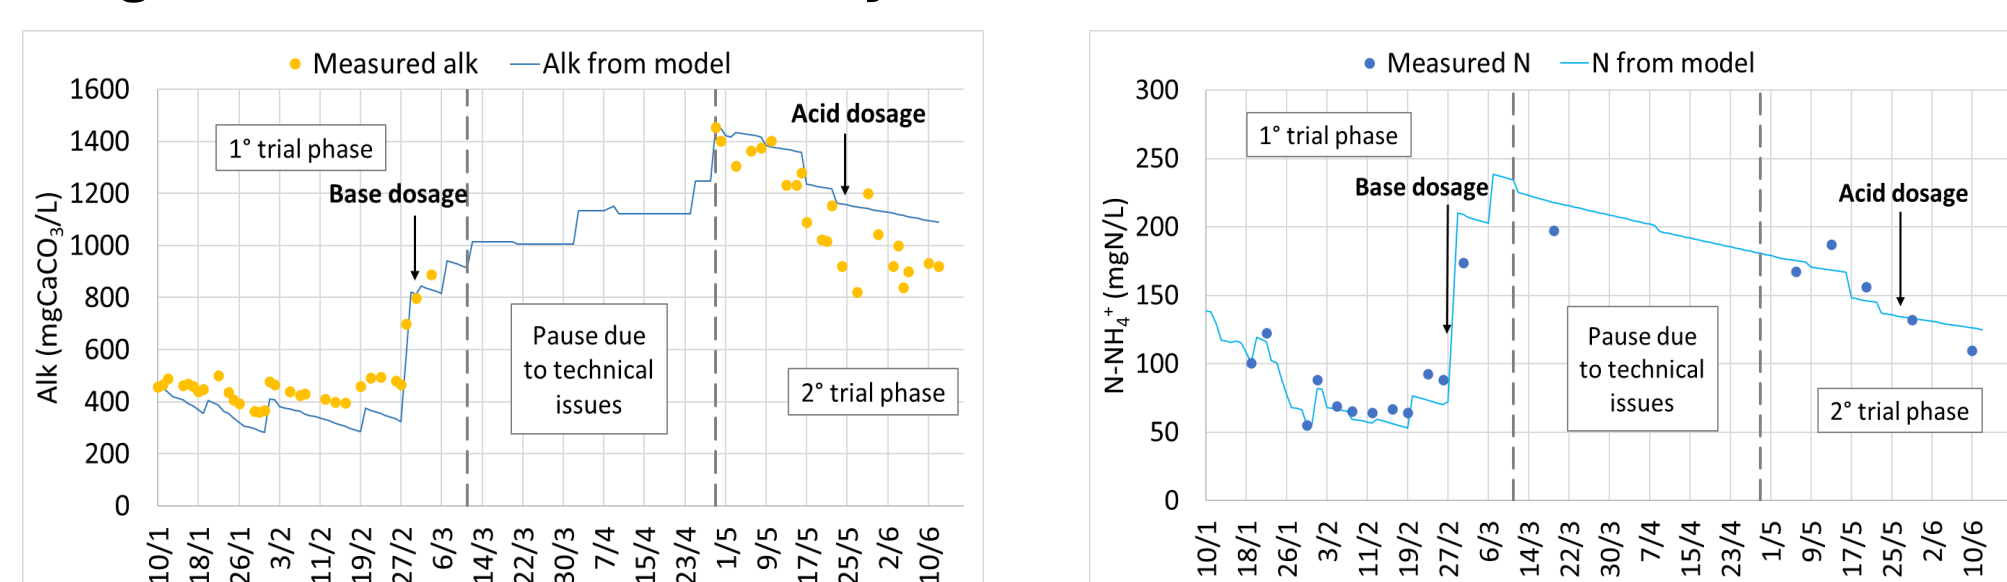 Measured alk
Alk from model
1600
1400
1200
1000
800
600
400
200
0
Alk (mgCaCO3/L)
1° trial phase
Base dosage
Acid dosage
Pause due
to technical
issues
2° trial phase
10/1
18/1
26/1
3/2
11/2
19/2
27/2
6/3
14/3
22/3
30/3
7/4
15/4
23/4
1/5
9/5
17/5
25/5
2/6
10/6
Measured N
N from model
300
250
200
150
100
50
0
N-NH4+ (mgN/L)
1° trial phase
Base dosage
Acid dosage
Pause due
to technical
issues
2° trial phase
10/1
18/1
26/1
3/2
11/2
19/2
27/2
6/3
14/3
22/3
30/3
7/4
15/4
23/4
1/5
9/5
17/5
25/5
2/6
10/6